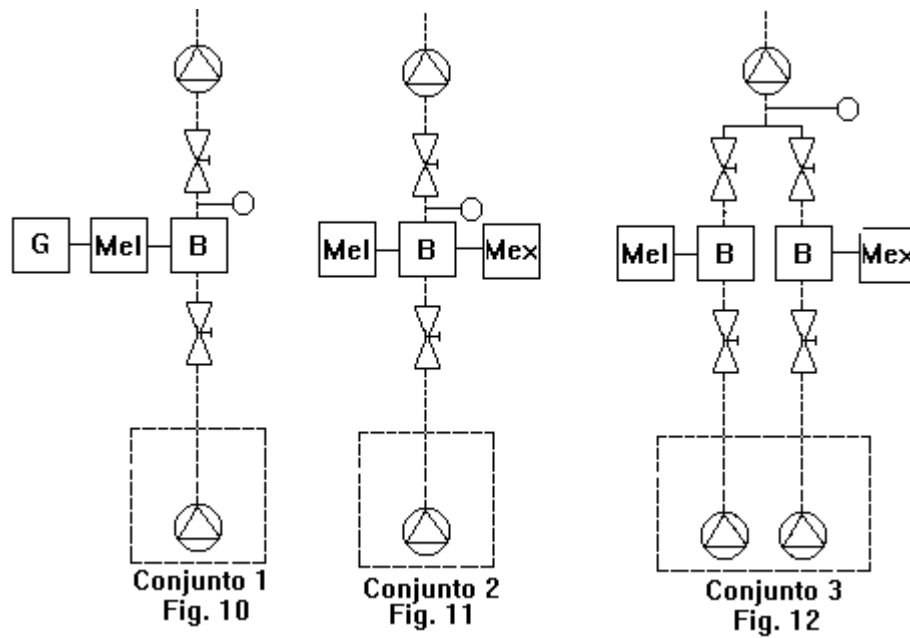 G Mel B
Mel B Mex
Mel B B Mex
Conjunto 1
Fig. 10
Conjunto 2
Fig. 11
Conjunto 3
Fig. 12